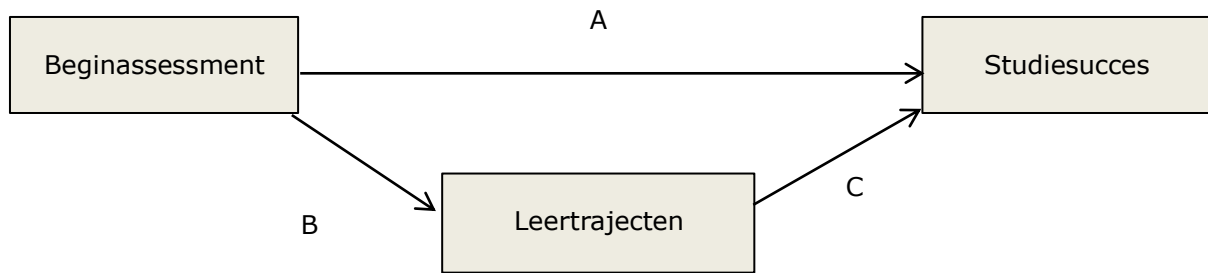 A
Beginassessment
Studiesucces
B
Leertrajecten
C